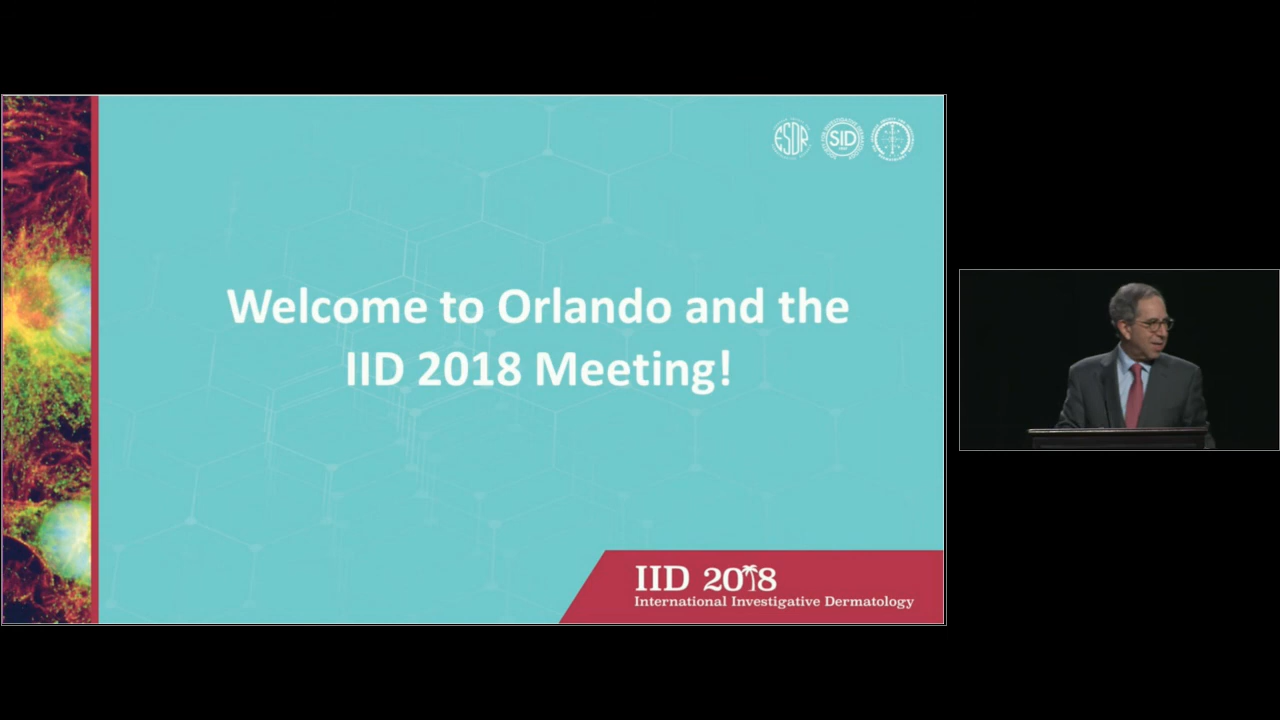 ESDR
SID
Welcome to Orlando and the
IID 2018 Meeting!
IID 2018
International Investigative Dermatology